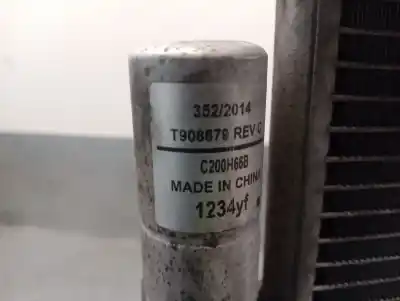 352/2014
T908679 REV C
C200H66B
MADE IN CHINA
1234yf